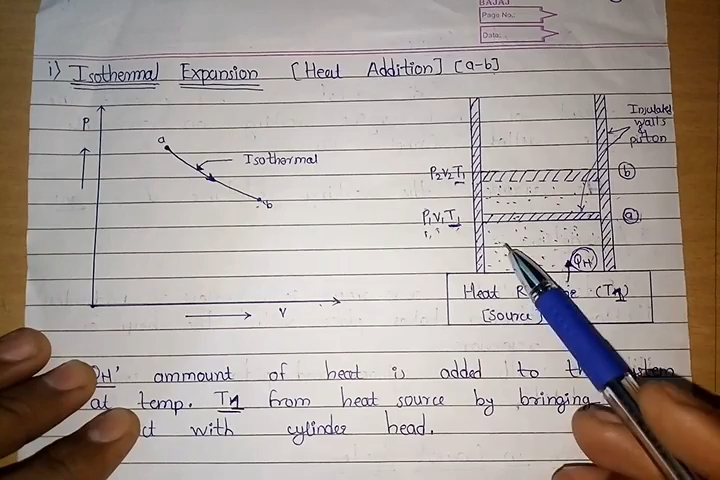 BAJAJ
Page No.:
Date:
i) Isothermal Expansion [Heat Addition] [a-b]
P
a
Isothermal
b
V
Insulated
walls &
piston
P₂V₂T₁
b
P₁V₁T₁
a
QH
Heat (T1)
[Source]
QH' ammount of heat is added to
at temp. T1 from heat source by bringing
with cylinder head.